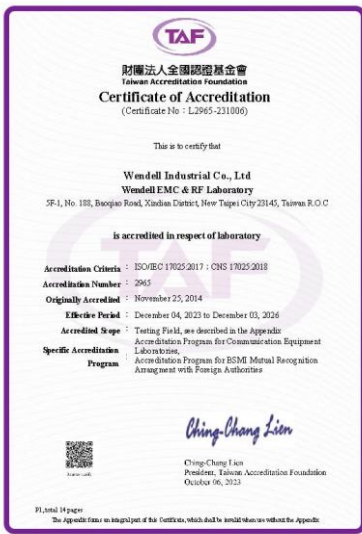 TAF
財團法人全國認證基金會
Taiwan Accreditation Foundation
Certificate of Accreditation
(Certificate No : L2965-231006)
This is to certify that
Wendell Industrial Co., Ltd
Wendell EMC & RF Laboratory
5F-1, No. 188, Baoqiao Road, Xindian District, New Taipei City 23145, Taiwan R.O.C
is accredited in respect of laboratory
Accreditation Criteria : ISO/IEC 17025:2017 ; CNS 17025:2018
Accreditation Number : 2965
Originally Accredited : November 25, 2014
Effective Period : December 04, 2023 to December 03, 2026
Accredited Scope : Testing Field, see described in the Appendix
Specific Accreditation Program : Accreditation Program for Communication Equipment
Laboratories,
Accreditation Program for BSMI Mutual Recognition
Arrangment with Foreign Authorities
Ching-Chang Lien
Ching-Chang Lien
President, Taiwan Accreditation Foundation
October 06, 2023
P1, total 14 pages
The Appendix forms an integral part of this Certificate, which shall be invalid when use without the Appendix